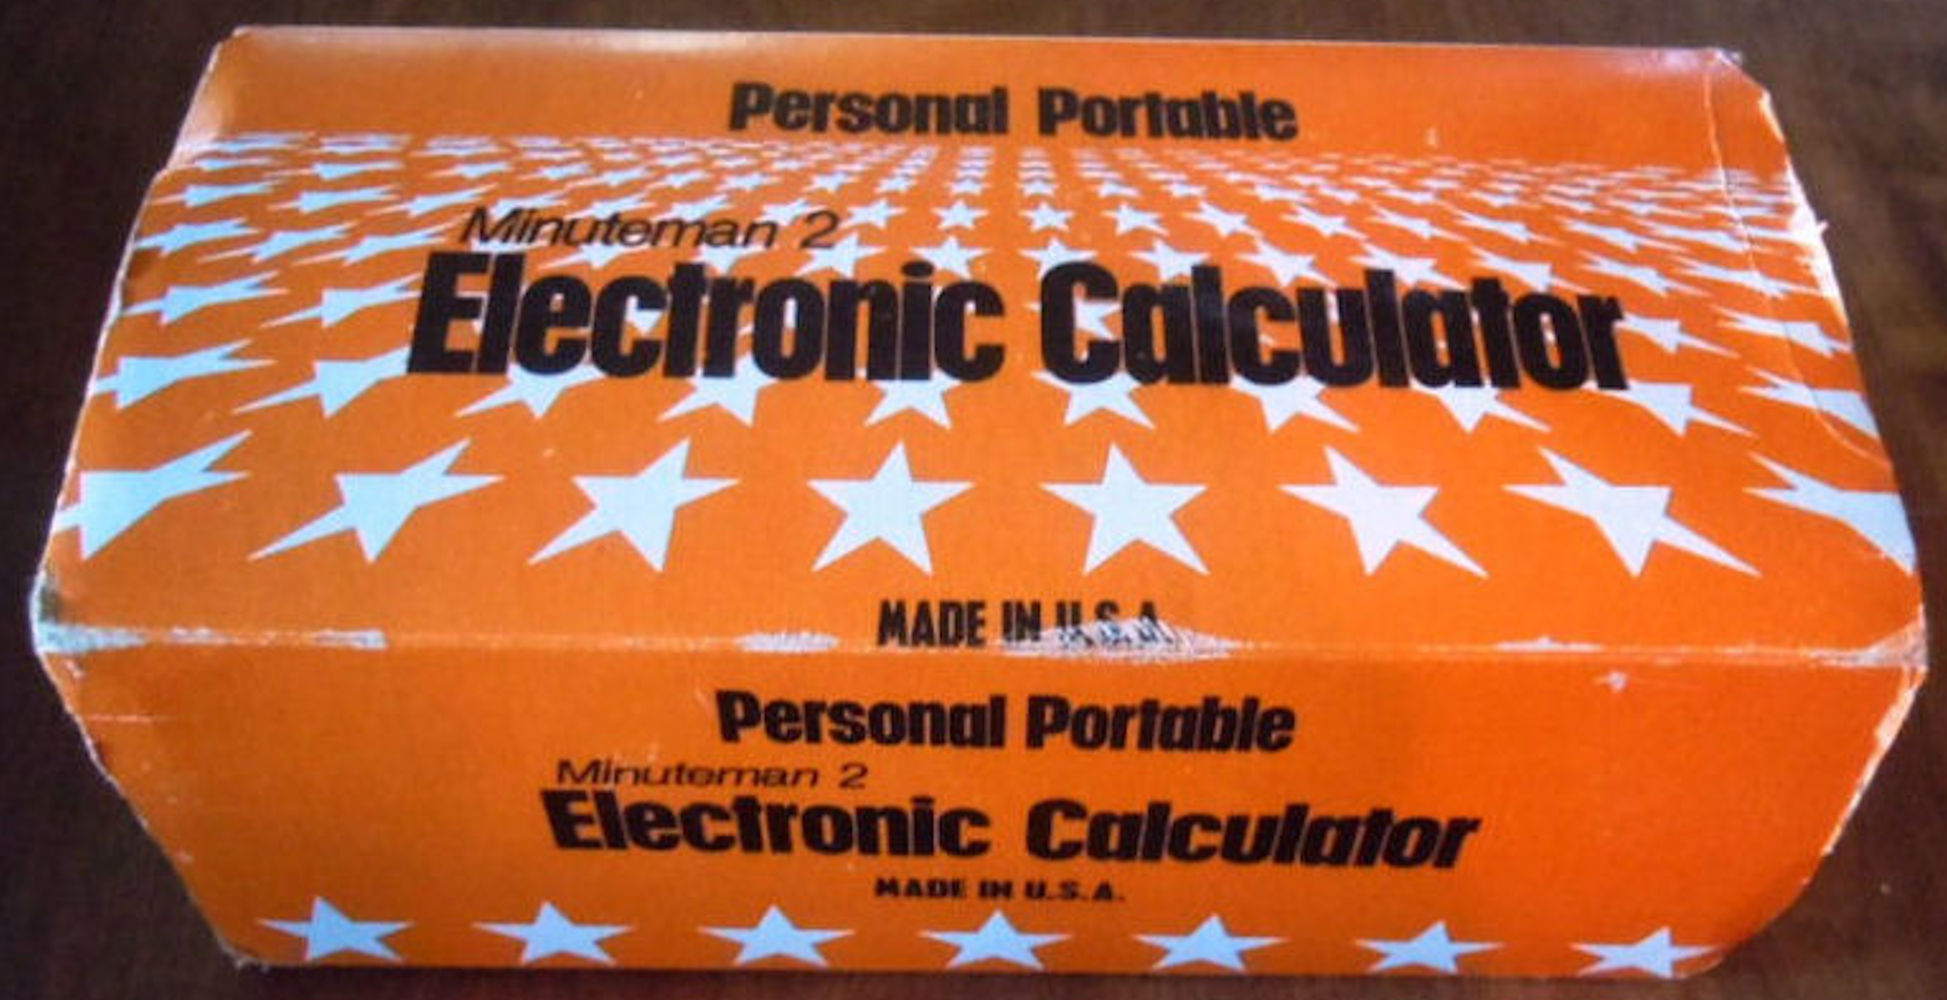 Personal Portable
Minuteman 2
Electronic Calculator
MADE IN U.S.A.
Personal Portable
Minuteman 2
Electronic Calculator
MADE IN U.S.A.